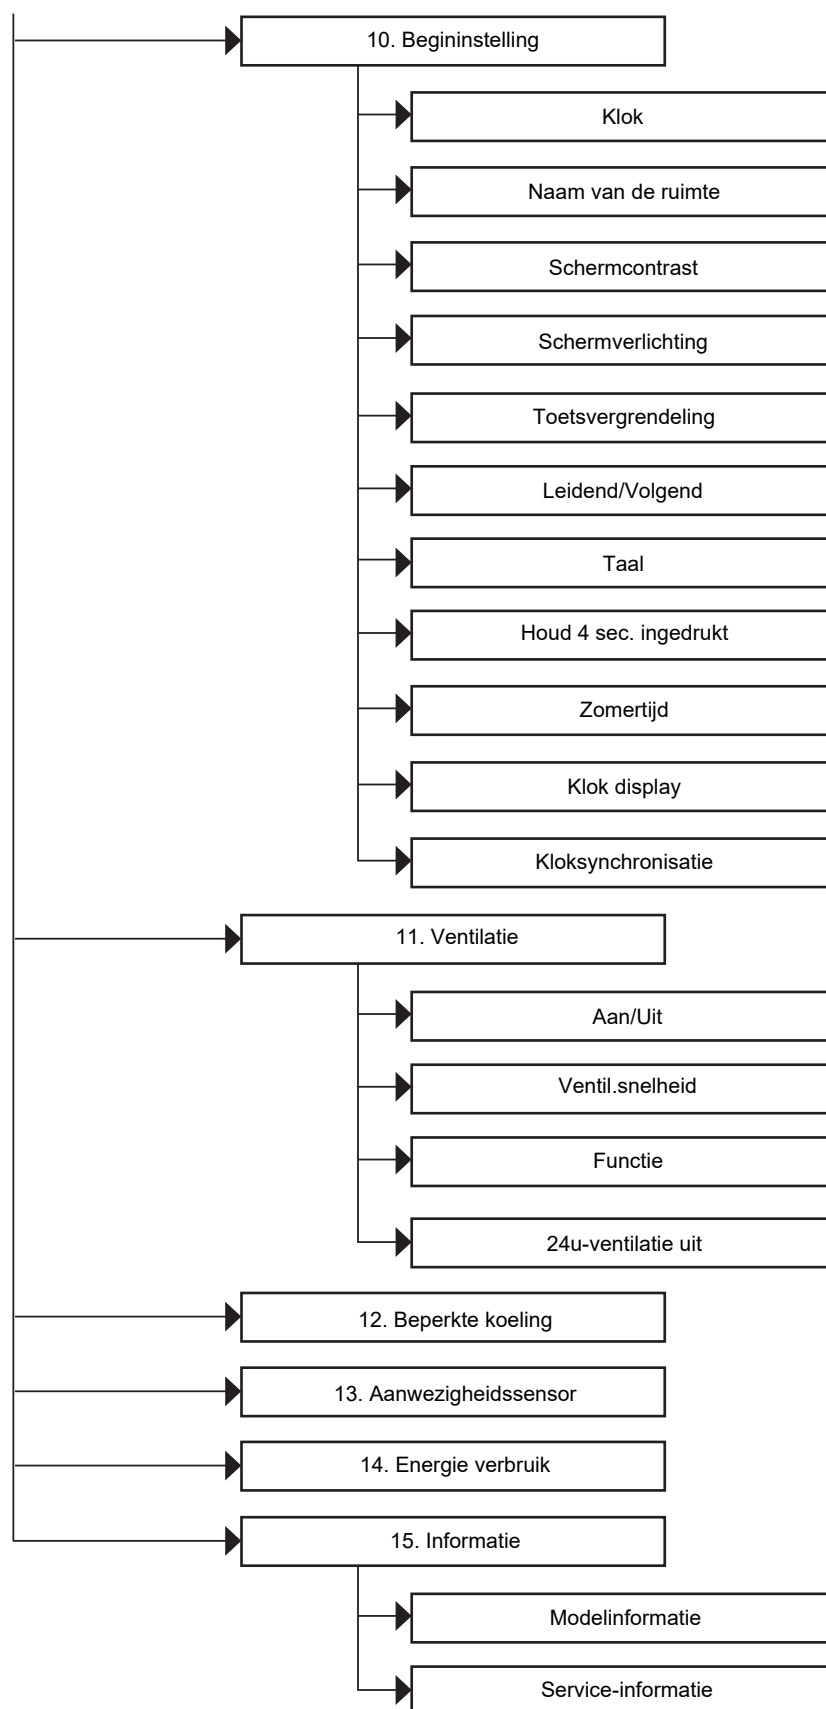 10. Begininstelling
Klok
Naam van de ruimte
Schermcontrast
Schermverlichting
Toetsvergrendeling
Leidend/Volgend
Taal
Houd 4 sec. ingedrukt
Zomertijd
Klok display
Kloksynchronisatie
11. Ventilatie
Aan/Uit
Ventil.snelheid
Functie
24u-ventilatie uit
12. Beperkte koeling
13. Aanwezigheidssensor
14. Energie verbruik
15. Informatie
Modelinformatie
Service-informatie